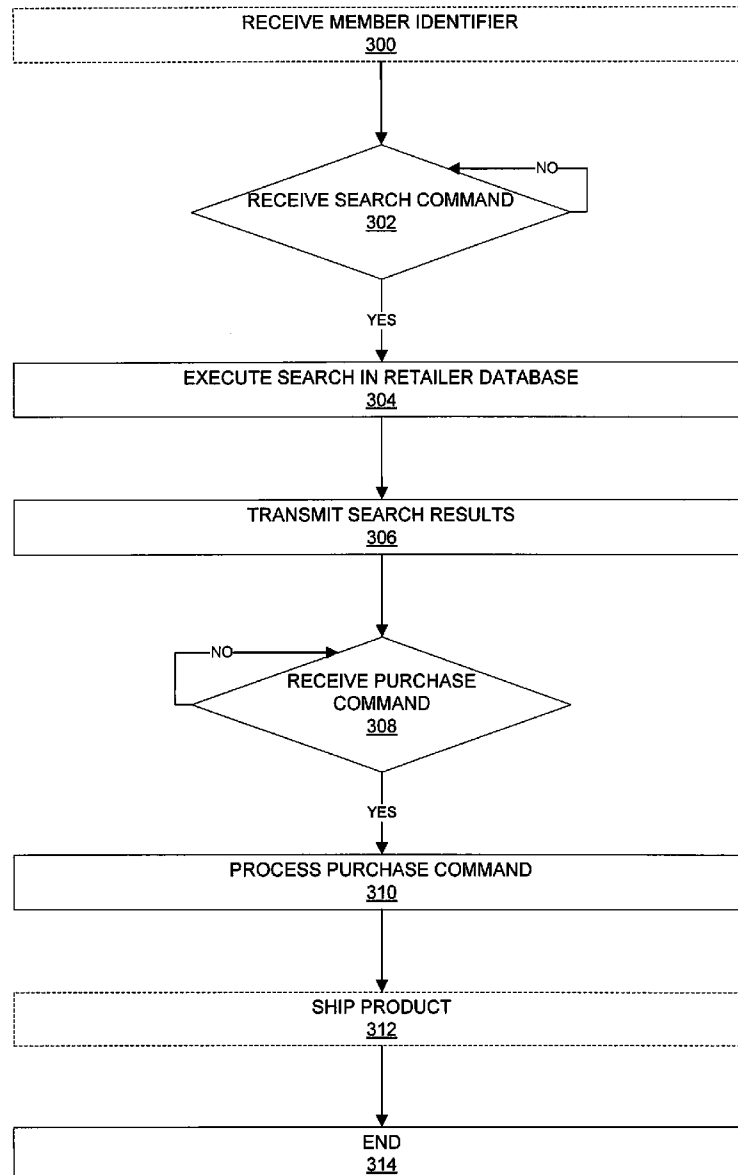 RECEIVE MEMBER IDENTIFIER
300
NO
RECEIVE SEARCH COMMAND
302
YES
EXECUTE SEARCH IN RETAILER DATABASE
304
TRANSMIT SEARCH RESULTS
306
NO
RECEIVE PURCHASE
COMMAND
308
YES
PROCESS PURCHASE COMMAND
310
SHIP PRODUCT
312
END
314